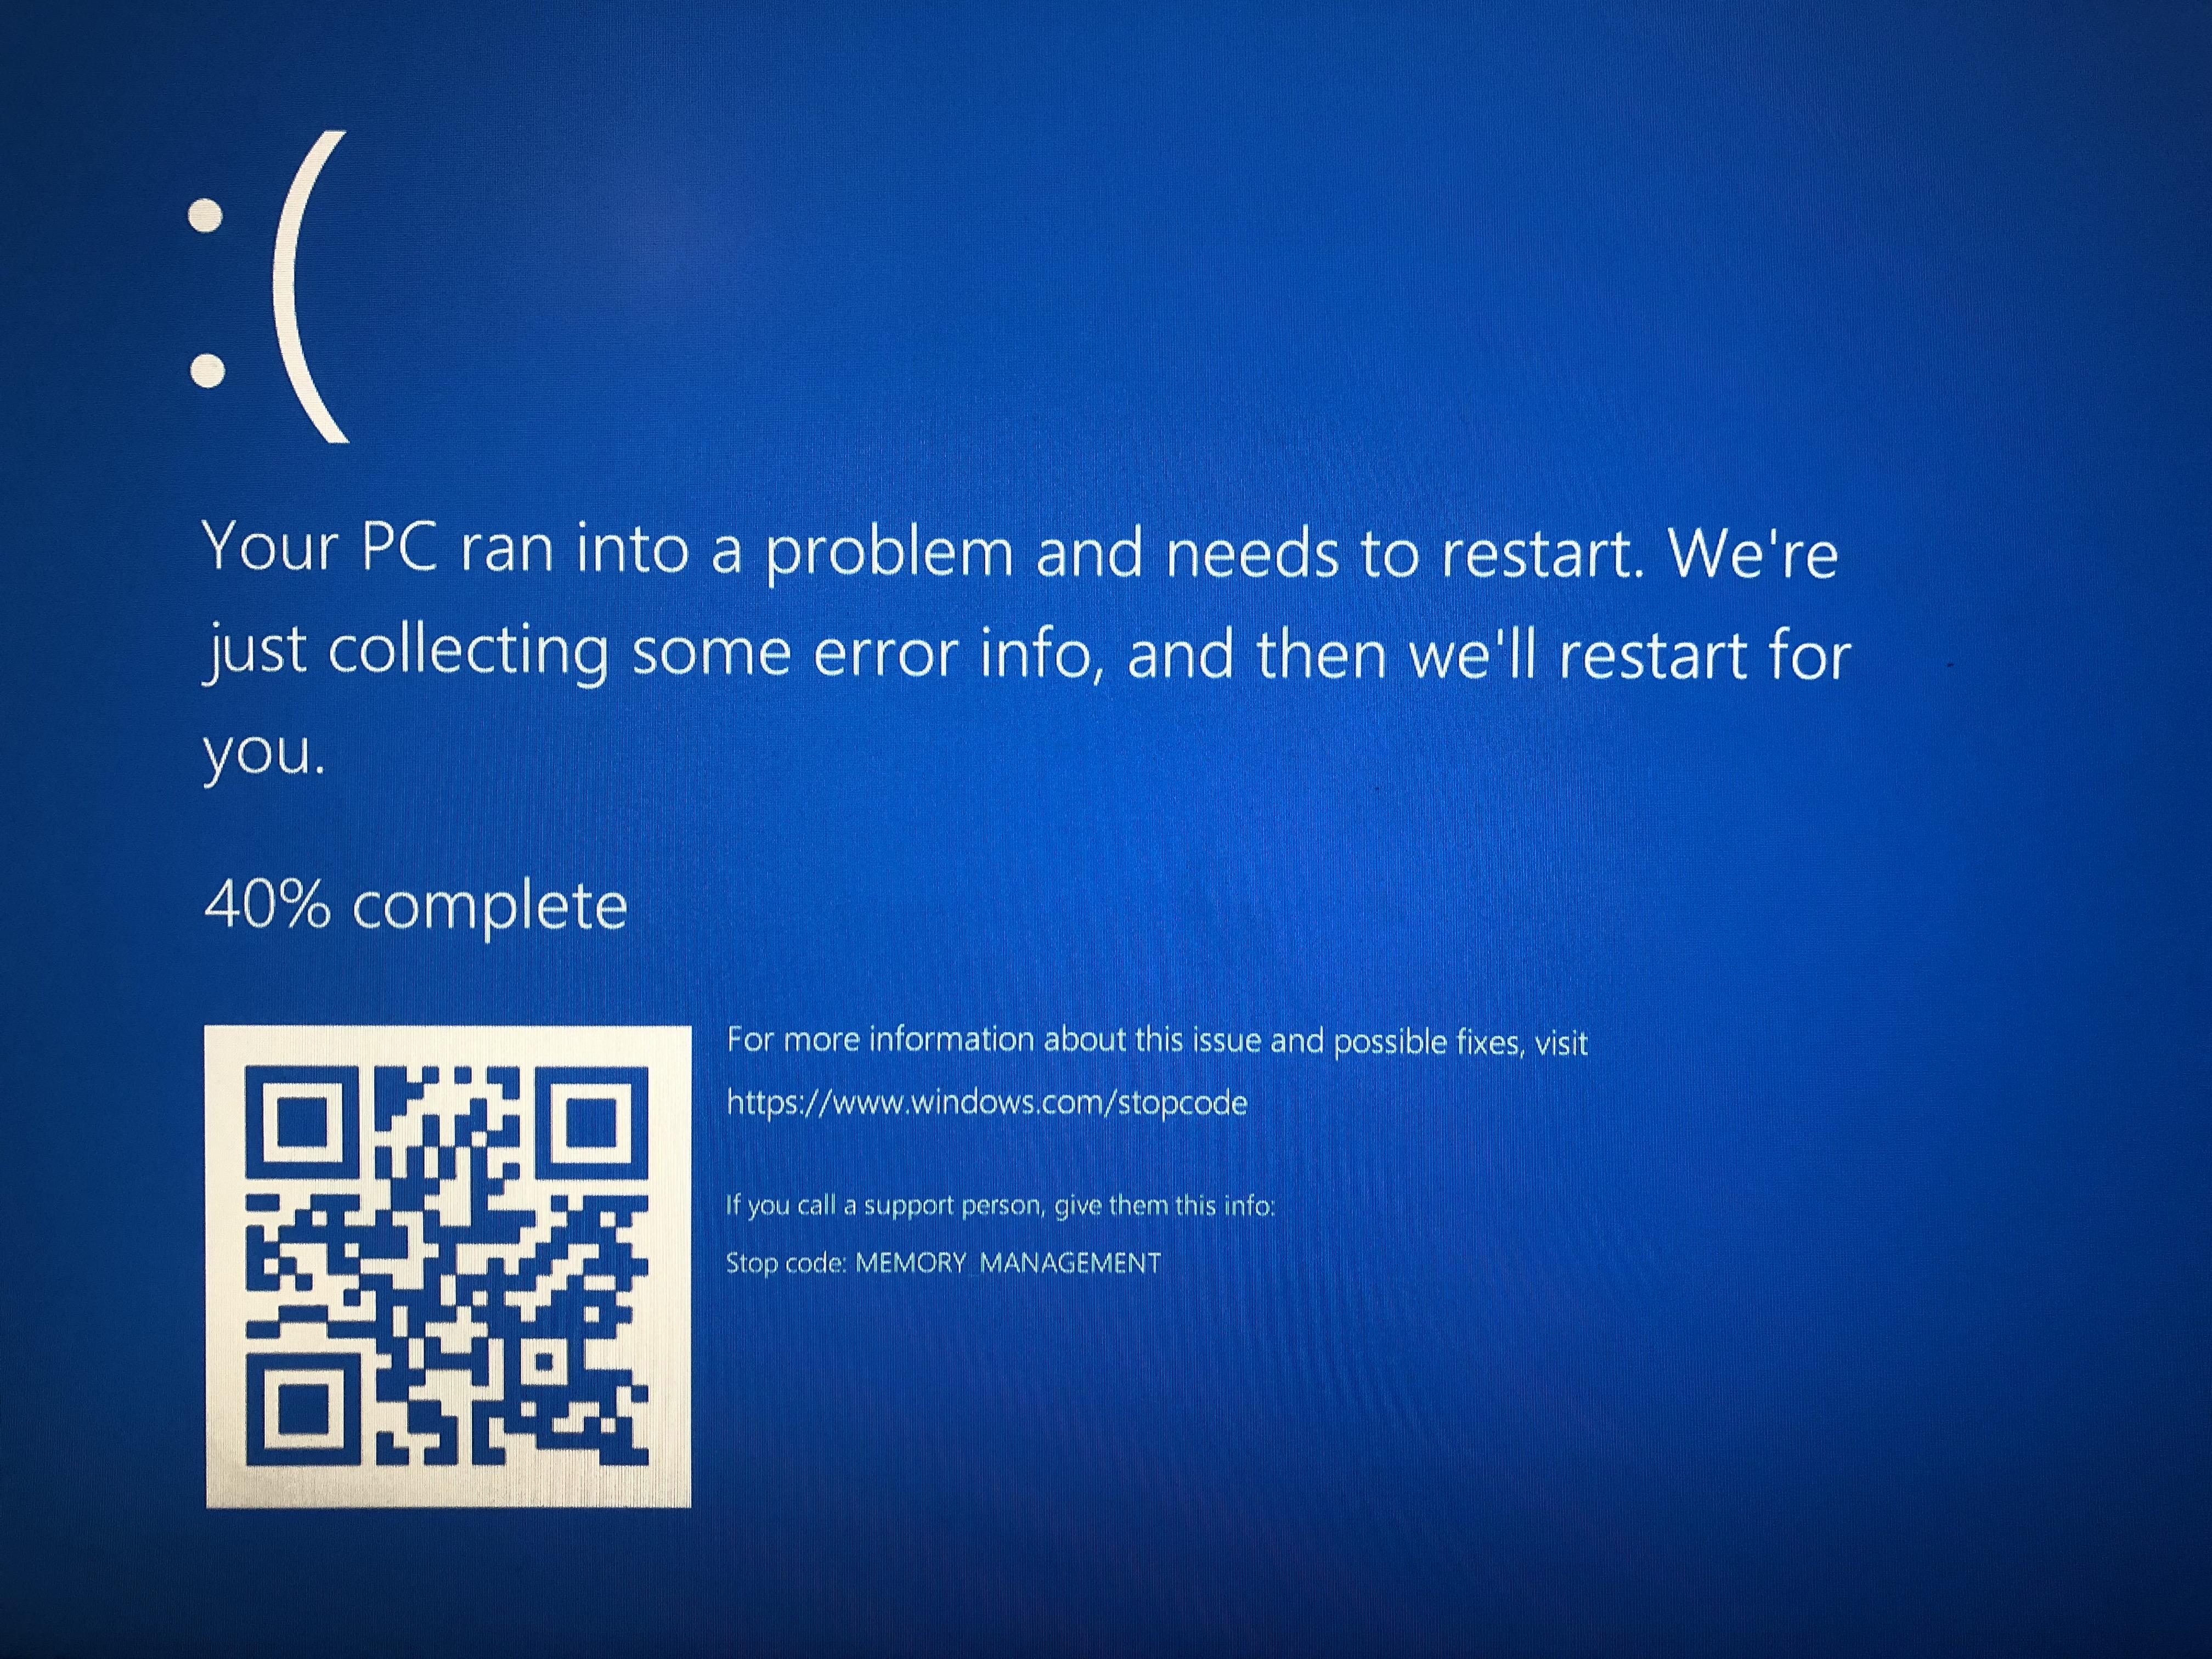 :(
Your PC ran into a problem and needs to restart. We're
just collecting some error info, and then we'll restart for
you.
40% complete
For more information about this issue and possible fixes, visit
https://www.windows.com/stopcode
If you call a support person, give them this info:
Stop code: MEMORY_MANAGEMENT